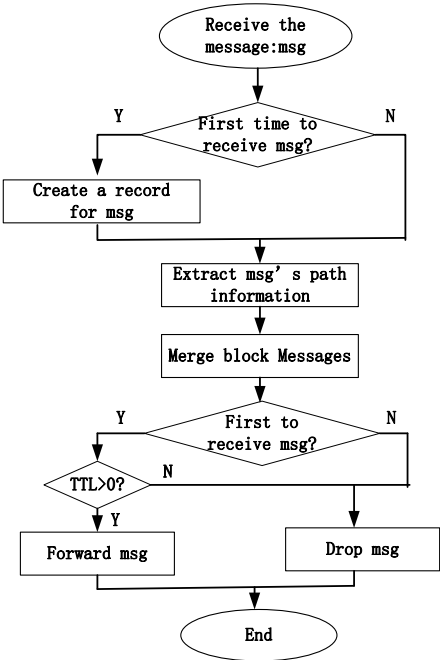 Receive the
message:msg
Y
N
First time to
receive msg?
Create a record
for msg
Extract msg's path
information
Merge block Messages
Y
N
First to
receive msg?
TTL>0?
N
Y
Forward msg
Drop msg
End